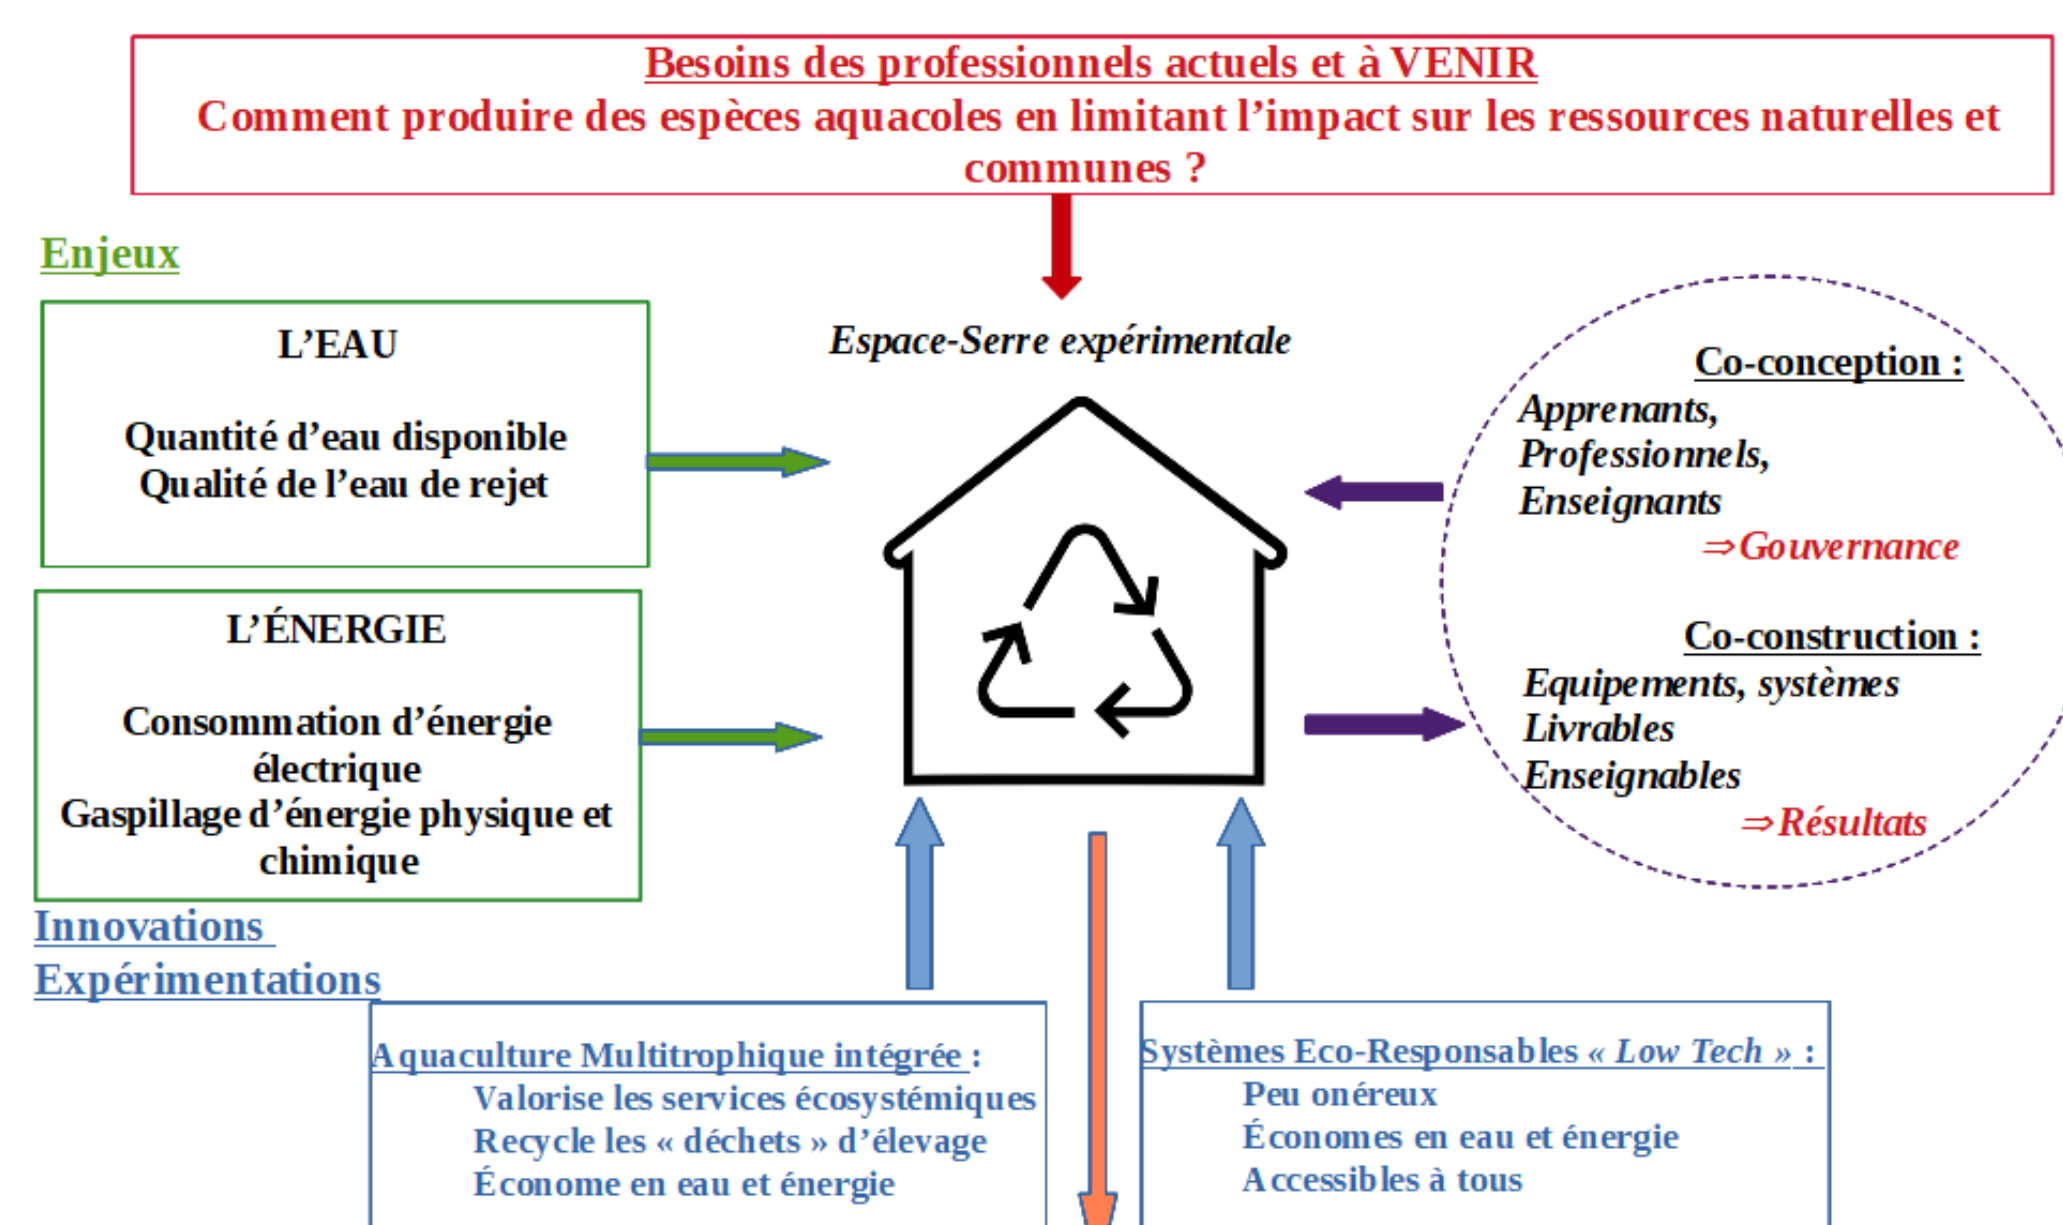 Besoins des professionnels actuels et à VENIR
Comment produire des espèces aquacoles en limitant l’impact sur les ressources naturelles et
communes ?
Enjeux
L’EAU
Quantité d’eau disponible
Qualité de l’eau de rejet
L’ÉNERGIE
Consommation d’énergie
électrique
Gaspillage d’énergie physique et
chimique
Espace-Serre expérimentale
Co-conception :
Apprenants,
Professionnels,
Enseignants
⇒Gouvernance
Co-construction :
Equipements, systèmes
Livrables
Enseignables
⇒Résultats
Innovations
Expérimentations
Aquaculture Multitrophique intégrée :
Valorise les services écosystémiques
Recycle les « déchets » d’élevage
Économe en eau et énergie
Systèmes Eco-Responsables « Low Tech » :
Peu onéreux
Économes en eau et énergie
Accessibles à tous